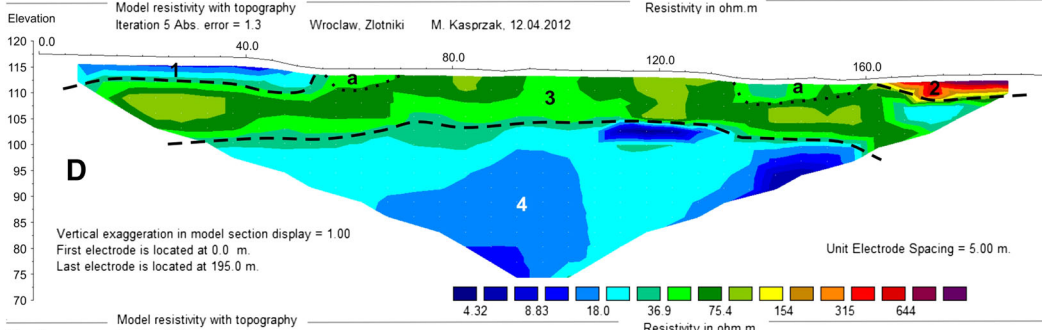 Model resistivity with topography
Resistivity in ohm.m
Elevation
Iteration 5 Abs. error = 1.3
Wroclaw, Zlotniki
M. Kasprzak, 12.04.2012
120
0.0
40.0
80.0
120.0
160.0
115
1
a
a
2
110
3
105
100
D
95
90
4
85
Vertical exaggeration in model section display = 1.00
80
First electrode is located at 0.0 m.
Unit Electrode Spacing = 5.00 m.
Last electrode is located at 195.0 m.
75
70
4.32 8.83 18.0 36.9 75.4 154 315 644
Model resistivity with topography
Resistivity in ohm.m